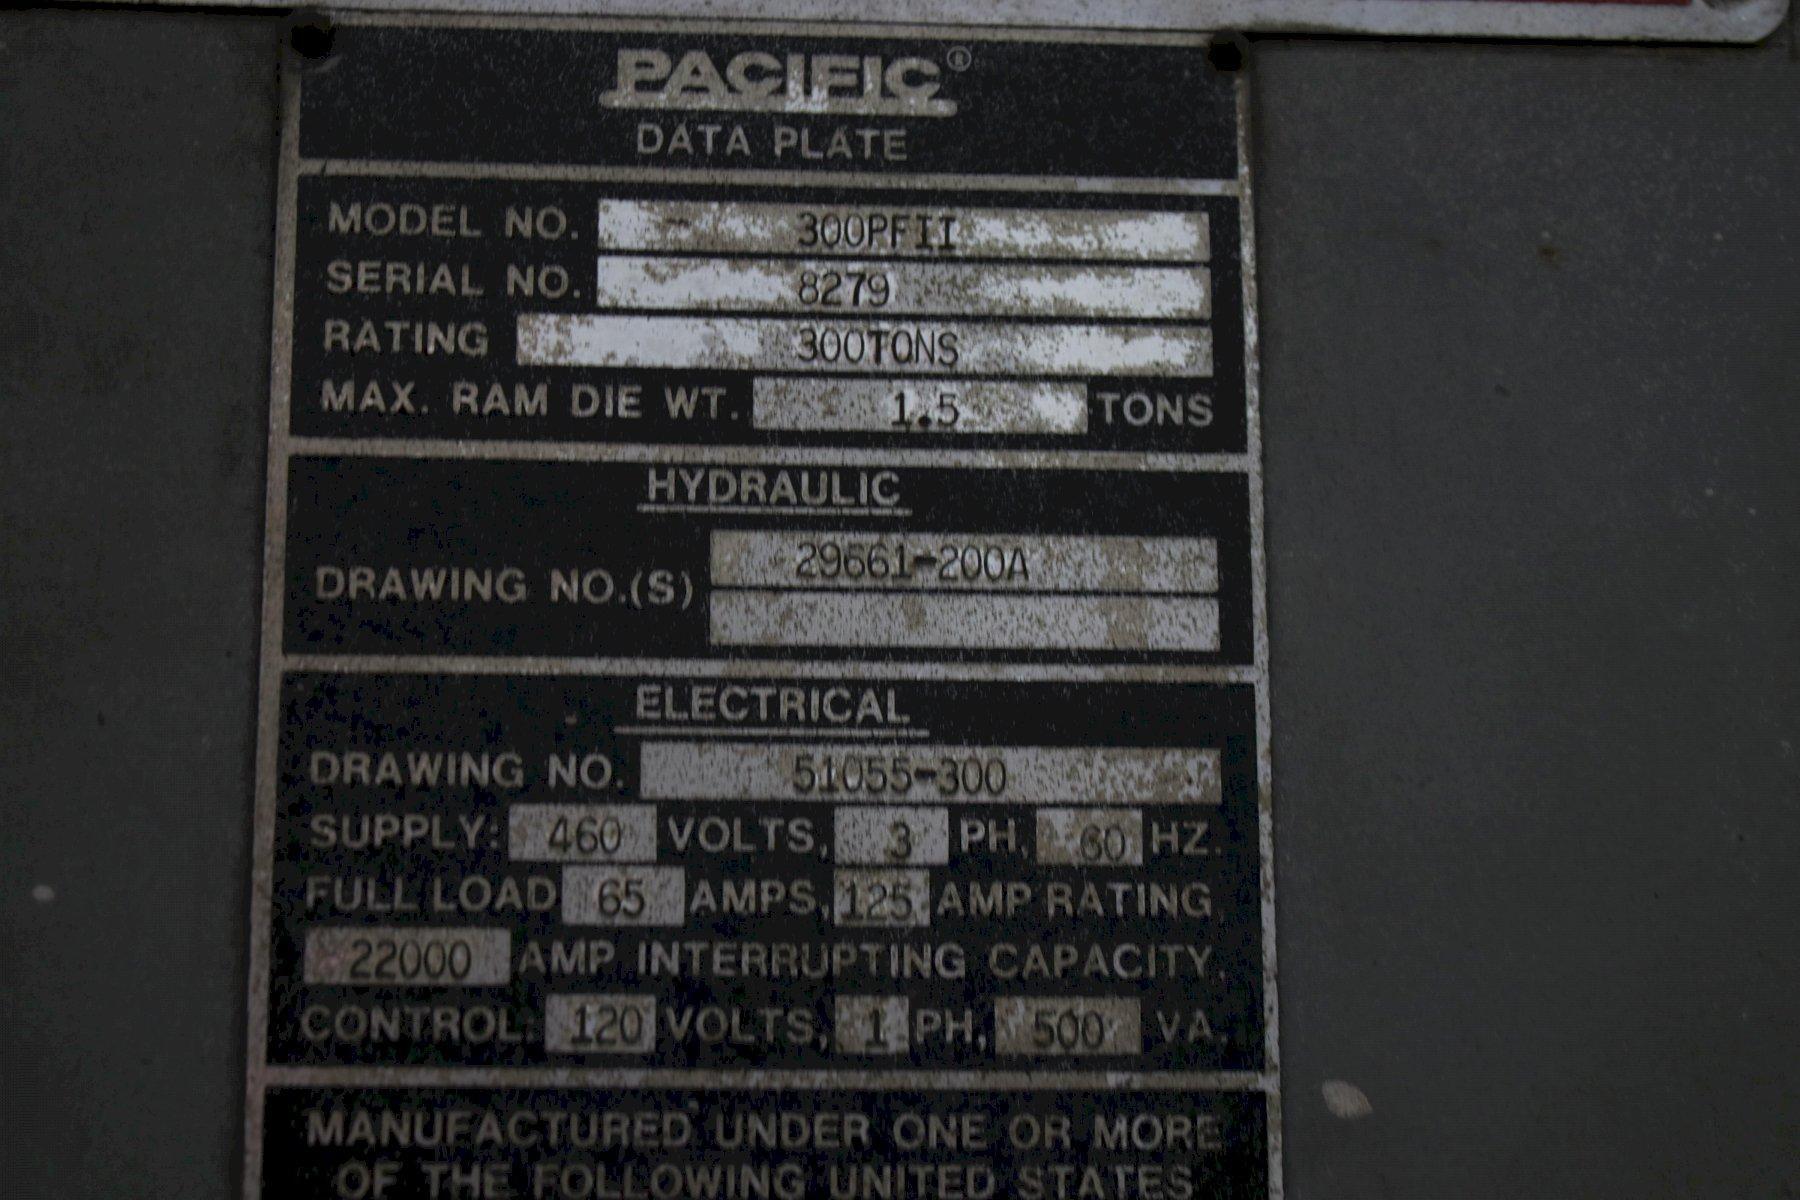 PACIFIC®
DATA PLATE
MODEL NO. 300PFII
SERIAL NO. 8279
RATING 300TONS
MAX. RAM DIE WT. 1.5 TONS
HYDRAULIC
DRAWING NO.(S) 29661-200A
ELECTRICAL
DRAWING NO. 51055-300
SUPPLY: 460 VOLTS, 3 PH, 60 HZ.
FULL LOAD 65 AMPS, 125 AMP RATING,
22000 AMP INTERRUPTING CAPACITY,
CONTROL: 120 VOLTS, 1 PH, 500 VA.
MANUFACTURED UNDER ONE OR MORE
OF THE FOLLOWING UNITED STATES